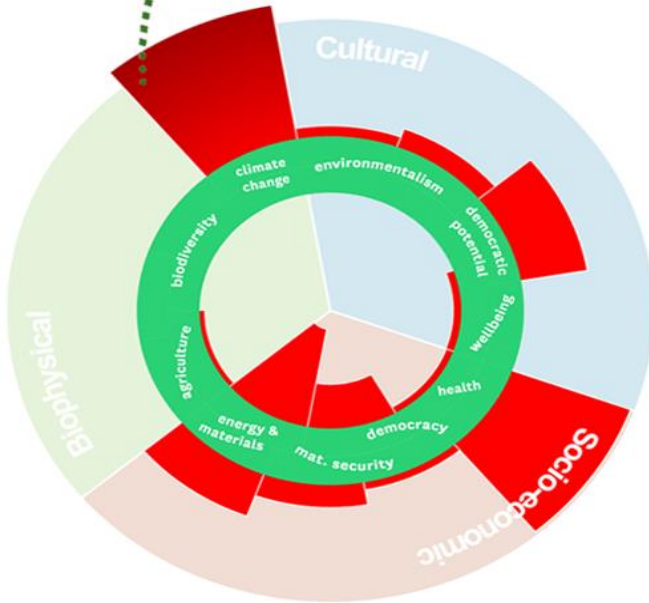 Cultural
Biophysical
Socio-economic
climate
change
environmentalism
democratic
potential
wellbeing
health
democracy
mat. security
energy &
materials
agriculture
biodiversity